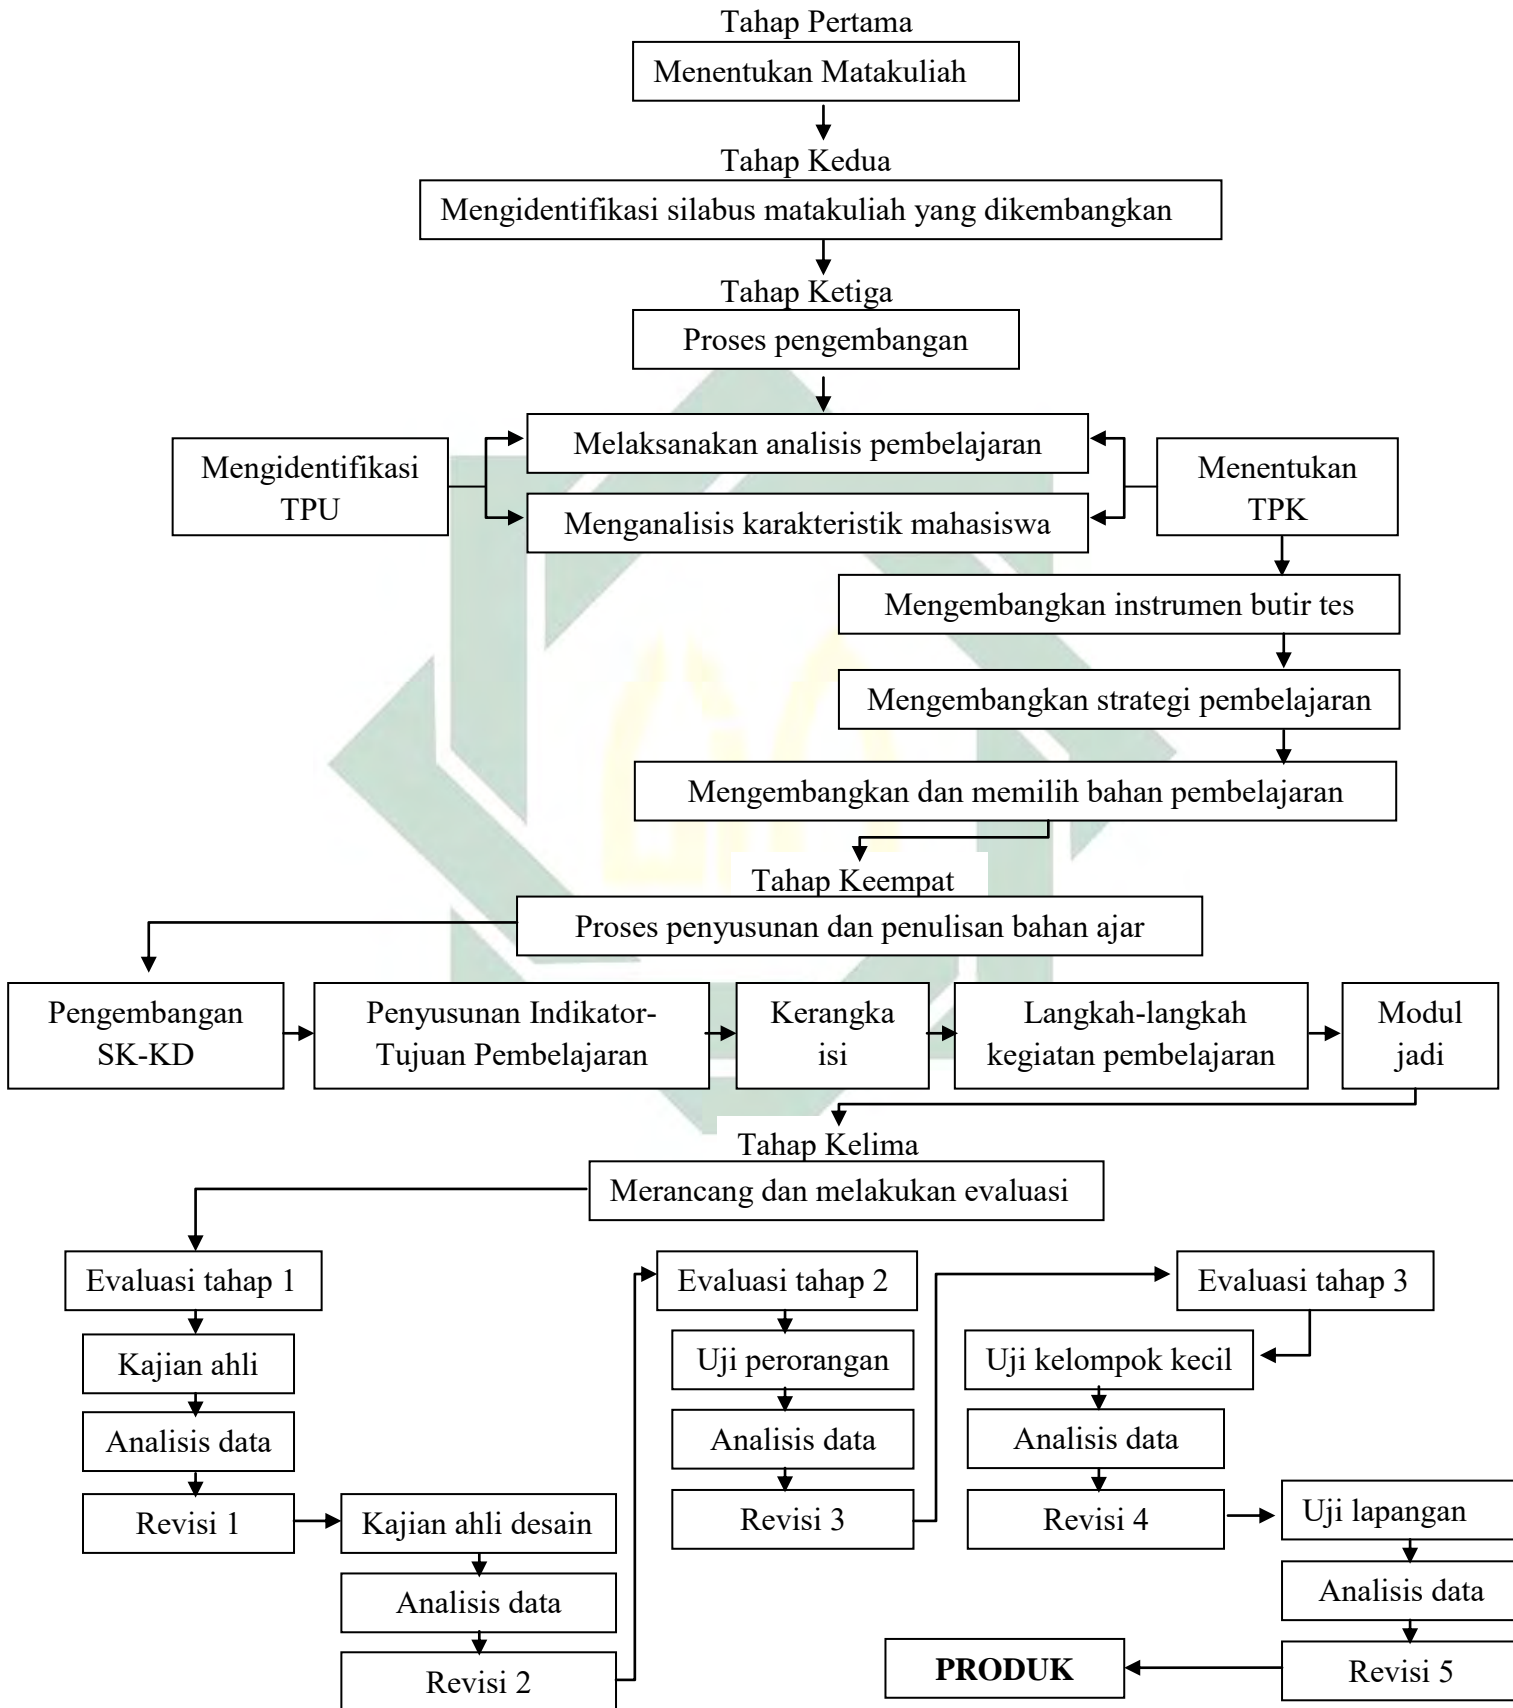 Tahap Pertama
Menentukan Matakuliah
Tahap Kedua
Mengidentifikasi silabus matakuliah yang dikembangkan
Tahap Ketiga
Proses pengembangan
Mengidentifikasi
TPU
Melaksanakan analisis pembelajaran
Menganalisis karakteristik mahasiswa
Menentukan
TPK
Mengembangkan instrumen butir tes
Mengembangkan strategi pembelajaran
Mengembangkan dan memilih bahan pembelajaran
Tahap Keempat
Proses penyusunan dan penulisan bahan ajar
Pengembangan
SK-KD
Penyusunan Indikator-
Tujuan Pembelajaran
Kerangka
isi
Langkah-langkah
kegiatan pembelajaran
Modul
jadi
Tahap Kelima
Merancang dan melakukan evaluasi
Evaluasi tahap 1
Kajian ahli
Analisis data
Revisi 1
Kajian ahli desain
Analisis data
Revisi 2
Evaluasi tahap 2
Uji perorangan
Analisis data
Revisi 3
Evaluasi tahap 3
Uji kelompok kecil
Analisis data
Revisi 4
Uji lapangan
Analisis data
Revisi 5
PRODUK